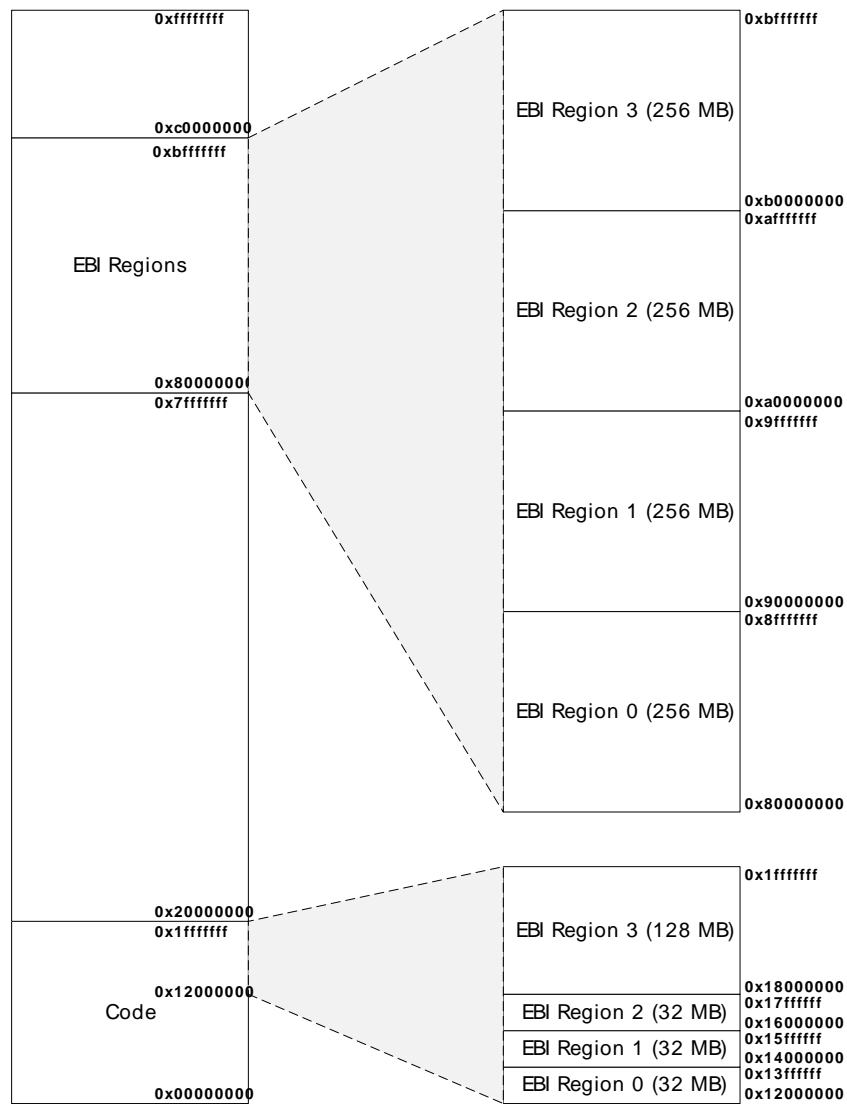 0xffffffff
0xc0000000
0xbfffffff
EBI Regions
0x80000000
0x7fffffff
0x20000000
0x1fffffff
0x12000000
Code
0x00000000
0xbfffffff
EBI Region 3 (256 MB)
0xb0000000
0xafffffff
EBI Region 2 (256 MB)
0xa0000000
0x9fffffff
EBI Region 1 (256 MB)
0x90000000
0x8fffffff
EBI Region 0 (256 MB)
0x80000000
0x1fffffff
EBI Region 3 (128 MB)
0x18000000
0x17ffffff
EBI Region 2 (32 MB)
0x16000000
0x15ffffff
EBI Region 1 (32 MB)
0x14000000
0x13ffffff
EBI Region 0 (32 MB)
0x12000000